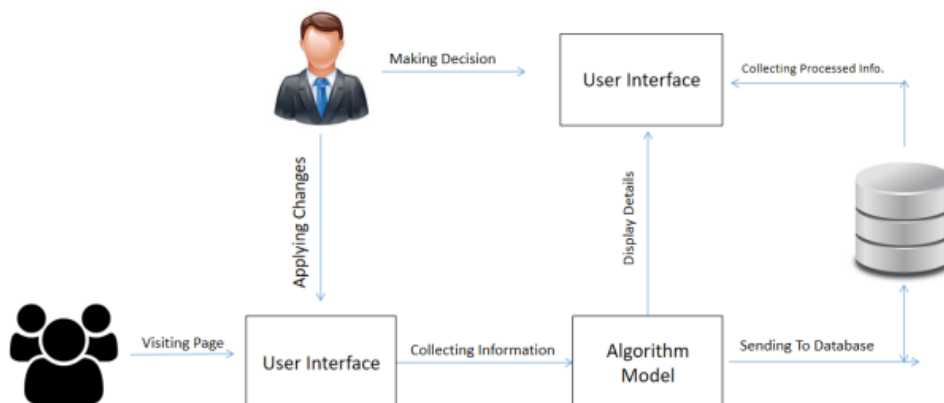 Making Decision
User Interface
Collecting Processed Info.
Applying Changes
Display Details
Visiting Page
User Interface
Collecting Information
Algorithm
Model
Sending To Database